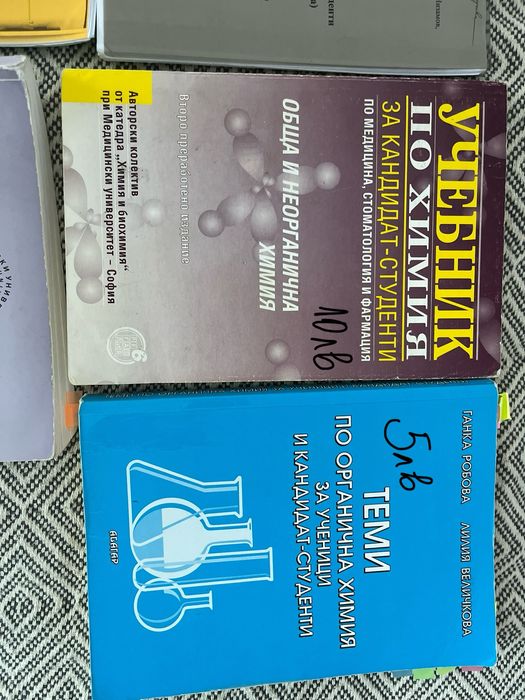 УЧЕБНИК
ПО ХИМИЯ
ЗА КАНДИДАТ-СТУДЕНТИ
ПО МЕДИЦИНА, СТОМАТОЛОГИЯ И ФАРМАЦИЯ
10 лв
ОБЩА И НЕОРГАНИЧНА
ХИМИЯ
Второ преработено издание
Авторски колектив
от катедра „Химия и биохимия“
при Медицински университет – София
ГАНКА РОБОВА ЛИЛИЯ ВЕЛИЧКОВА
5 лв
ТЕМИ
ПО ОРГАНИЧНА ХИМИЯ
ЗА УЧЕНИЦИ
И КАНДИДАТ-СТУДЕНТИ